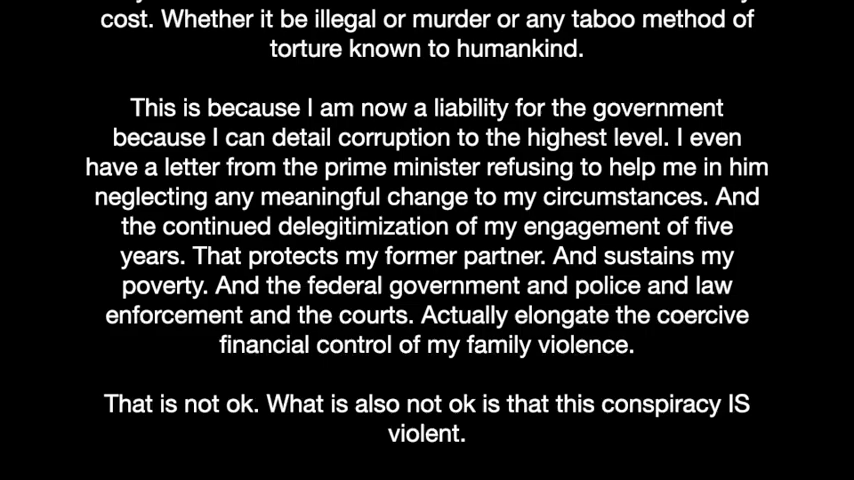 cost. Whether it be illegal or murder or any taboo method of
torture known to humankind.
This is because I am now a liability for the government
because I can detail corruption to the highest level. I even
have a letter from the prime minister refusing to help me in him
neglecting any meaningful change to my circumstances. And
the continued delegitimization of my engagement of five
years. That protects my former partner. And sustains my
poverty. And the federal government and police and law
enforcement and the courts. Actually elongate the coercive
financial control of my family violence.
That is not ok. What is also not ok is that this conspiracy IS
violent.